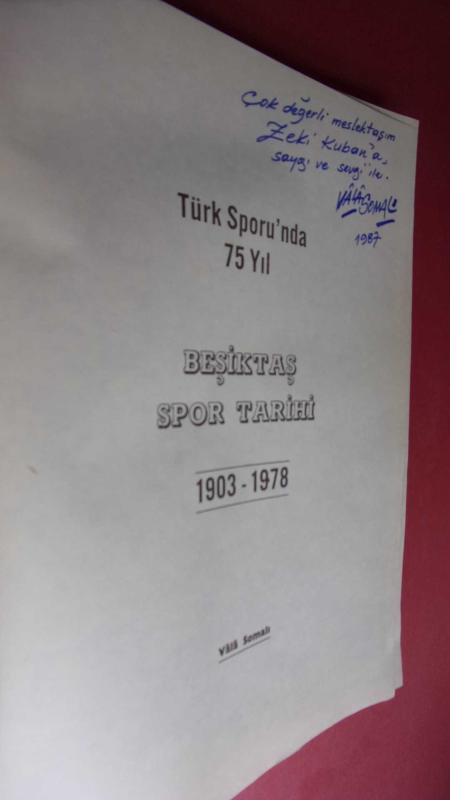 Çok değerli meslektaşım
Zeki Kuban'a,
saygı ve sevgi ile.
VÂLÂ SOMALI
1987
Türk Sporu'nda
75 Yıl
BEŞİKTAŞ
SPOR TARİHİ
1903 - 1978
Vâlâ Somalı